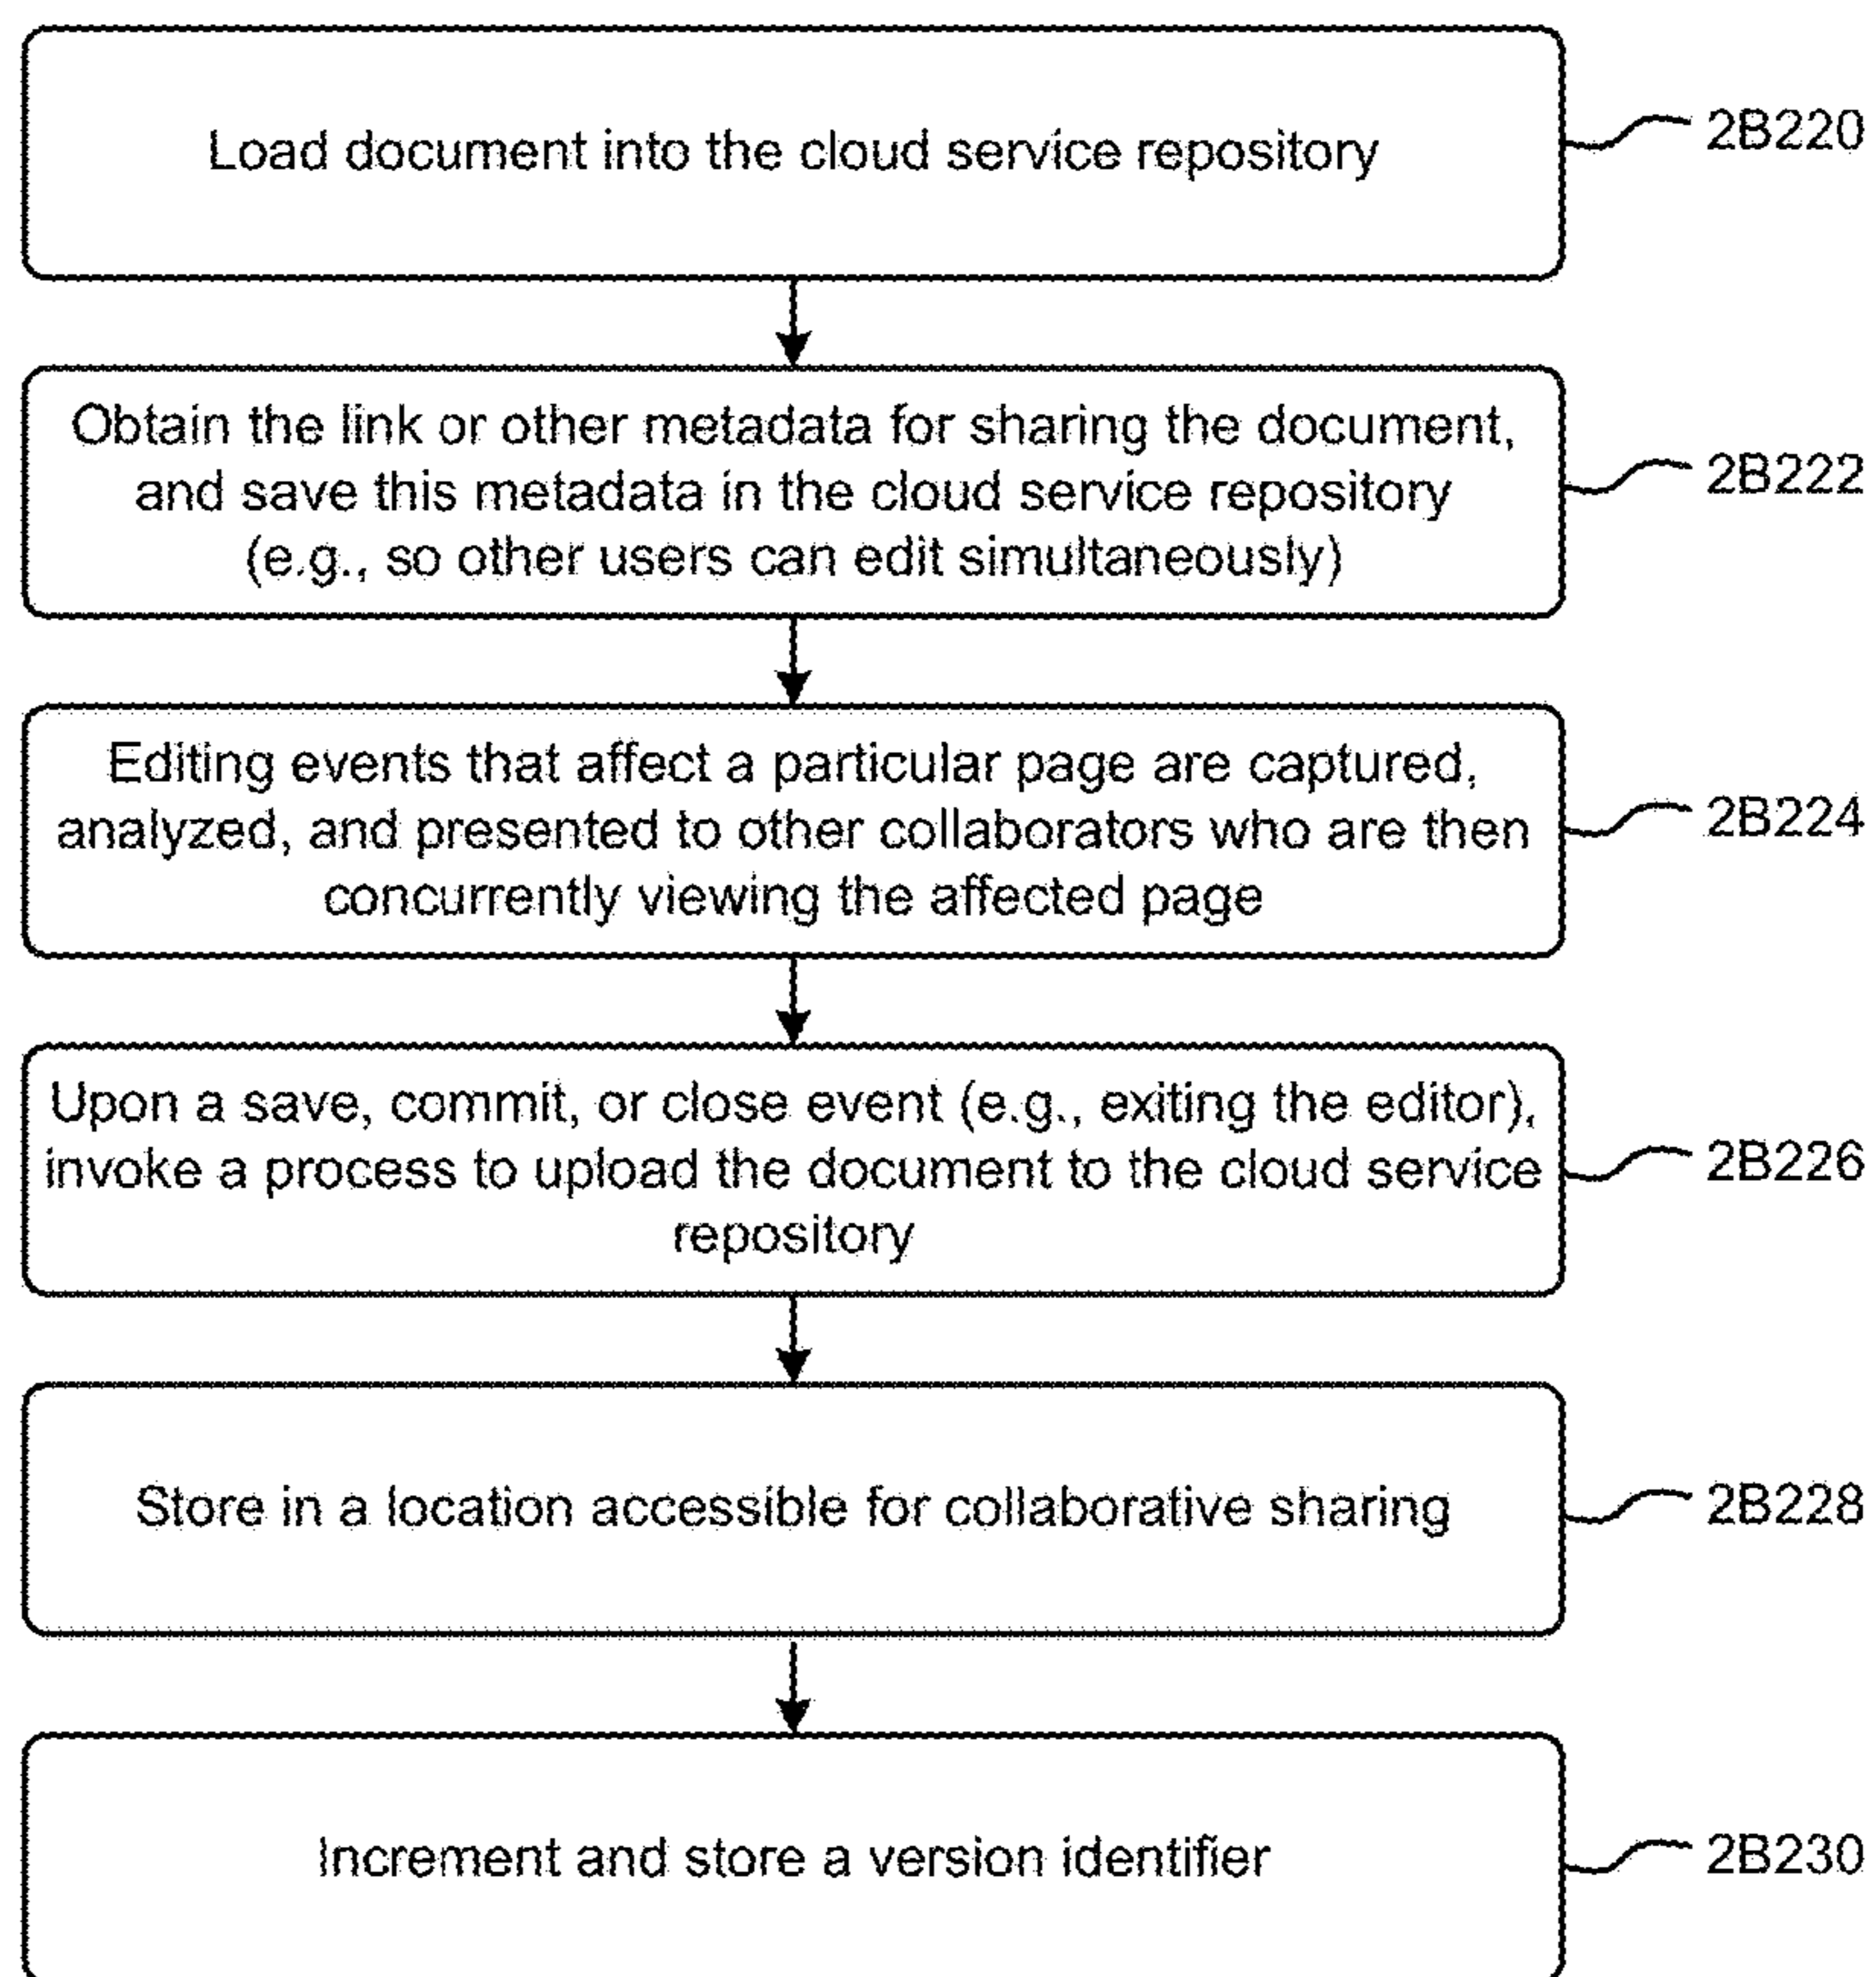 Load document into the cloud service repository
2B220
Obtain the link or other metadata for sharing the document,
and save this metadata in the cloud service repository
(e.g., so other users can edit simultaneously)
2B222
Editing events that affect a particular page are captured,
analyzed, and presented to other collaborators who are then
concurrently viewing the affected page
2B224
Upon a save, commit, or close event (e.g., exiting the editor),
invoke a process to upload the document to the cloud service
repository
2B226
Store in a location accessible for collaborative sharing
2B228
Increment and store a version identifier
2B230